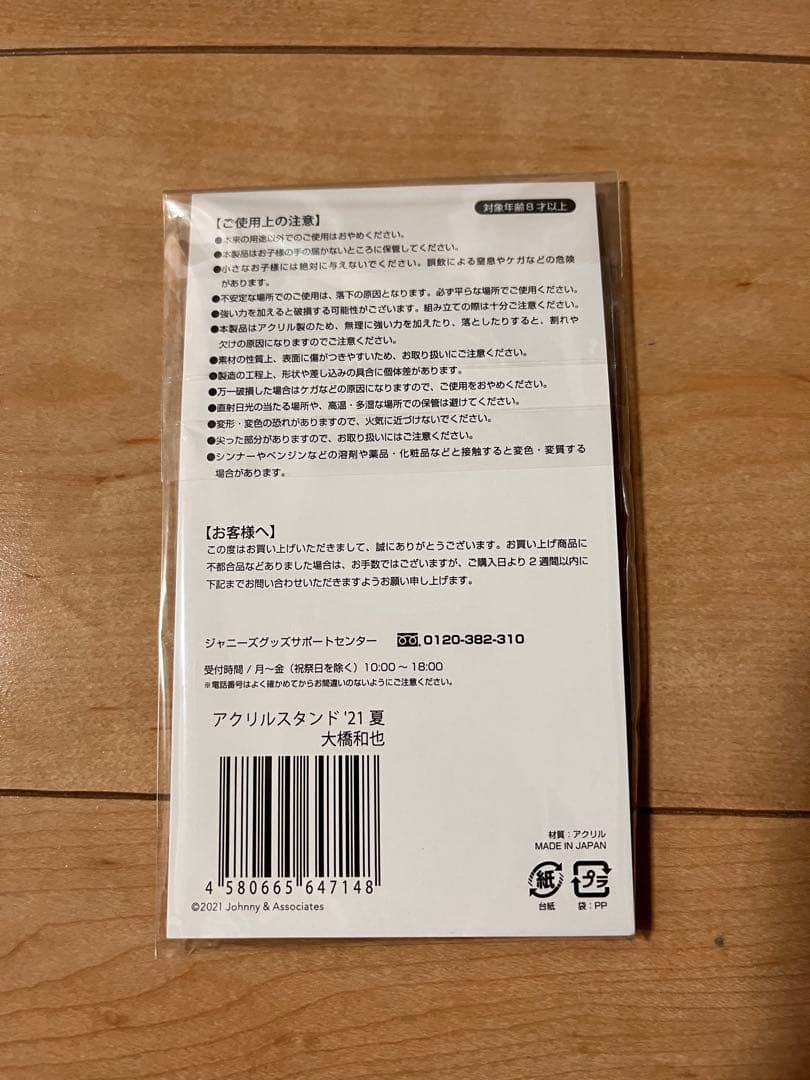 対象年齢8才以上
【ご使用上の注意】
●本来の用途以外でのご使用はおやめください。
●本製品はお子様の手の届かないところに保管してください。
●小さなお子様には絶対に与えないでください。誤飲による窒息やケガなどの危険
があります。
●不安定な場所でのご使用は、落下の原因となります。必ず平らな場所でご使用ください。
●強い力を加えると破損する可能性がございます。組み立ての際は十分ご注意ください。
●本製品はアクリル製のため、無理に強い力を加えたり、落としたりすると、割れや
欠けの原因になりますのでご注意ください。
●素材の性質上、表面に傷がつきやすいため、お取り扱いにご注意ください。
●製造の工程上、形状や差し込みの具合に個体差があります。
●万一破損した場合はケガなどの原因になりますので、ご使用をおやめください。
●直射日光の当たる場所や、高温・多湿な場所での保管は避けてください。
●変形・変色の恐れがありますので、火気に近づけないでください。
●尖った部分がありますので、お取り扱いにはご注意ください。
●シンナーやベンジンなどの溶剤や薬品・化粧品などと接触すると変色・変質する
場合があります。
【お客様へ】
この度はお買い上げいただきまして、誠にありがとうございます。お買い上げ商品に
不都合品などありました場合は、お手数ではございますが、ご購入日より2週間以内に
下記までお問い合わせいただきますようお願い申し上げます。
ジャニーズグッズサポートセンター 0120-382-310
受付時間/月〜金（祝祭日を除く）10:00〜18:00
※電話番号はよく確かめてからお間違いのないようにご注意ください。
アクリルスタンド'21夏
大橋和也
4 580665 647148
©2021 Johnny & Associates
材質：アクリル
MADE IN JAPAN
紙 プラ
台紙 袋：PP